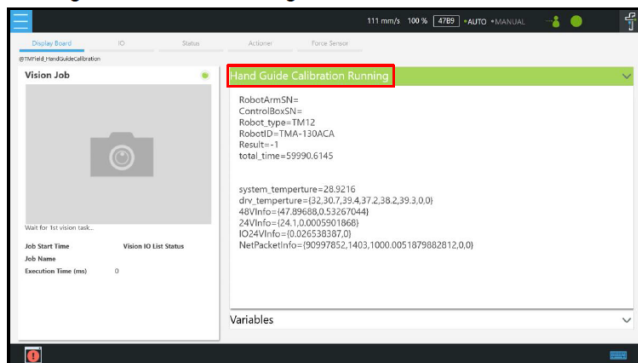 111 mm/s 100 % 47B9 •AUTO •MANUAL
Display Board IO Status Actioner Force Sensor
@TMField_HandGuideCalibration
Vision Job
Wait for 1st vision task...
Job Start Time Vision IO List Status
Job Name
Execution Time (ms) 0
Hand Guide Calibration Running
RobotArmSN=
ControlBoxSN=
Robot_type=TM12
RobotID=TMA-130ACA
Result=-1
total_time=59990.6145
system_temperture=28.9216
drv_temperture={32,30.7,39.4,37.2,38.2,39.3,0,0}
48VInfo={47.89688,0.53267044}
24VInfo={24.1,0.0005901868}
IO24VInfo={0.026538387,0}
NetPacketInfo={90997852,1403,1000.0051879882812,0,0}
Variables